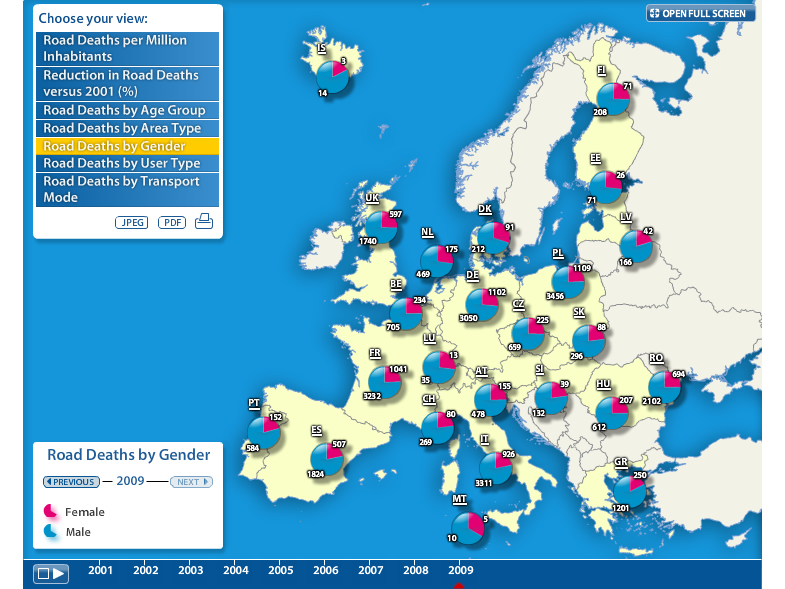 Choose your view:
OPEN FULL SCREEN
Road Deaths per Million
Inhabitants
Reduction in Road Deaths
versus 2001 (%)
Road Deaths by Age Group
Road Deaths by Area Type
Road Deaths by Gender
Road Deaths by User Type
Road Deaths by Transport
Mode
JPEG PDF
IS
3
14
FI
71
208
EE
26
71
LV
42
166
UK
597
1740
DK
91
212
NL
175
469
PL
1109
3456
DE
1102
3050
BE
234
705
CZ
225
659
SK
88
296
LU
13
35
FR
1041
3232
AT
155
478
SI
39
132
HU
207
612
RO
694
2102
CH
80
269
PT
152
584
ES
507
1824
IT
926
3311
GR
250
1201
MT
5
10
Road Deaths by Gender
PREVIOUS 2009 NEXT
Female
Male
2001 2002 2003 2004 2005 2006 2007 2008 2009